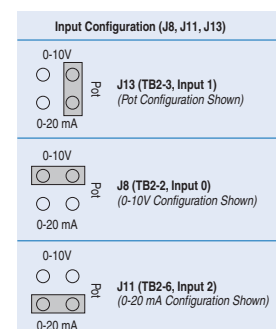 Input Configuration (J8, J11, J13)
0-10V
Pot
0-20 mA
J13 (TB2-3, Input 1)
(Pot Configuration Shown)
0-10V
Pot
0-20 mA
J8 (TB2-2, Input 0)
(0-10V Configuration Shown)
0-10V
Pot
0-20 mA
J11 (TB2-6, Input 2)
(0-20 mA Configuration Shown)